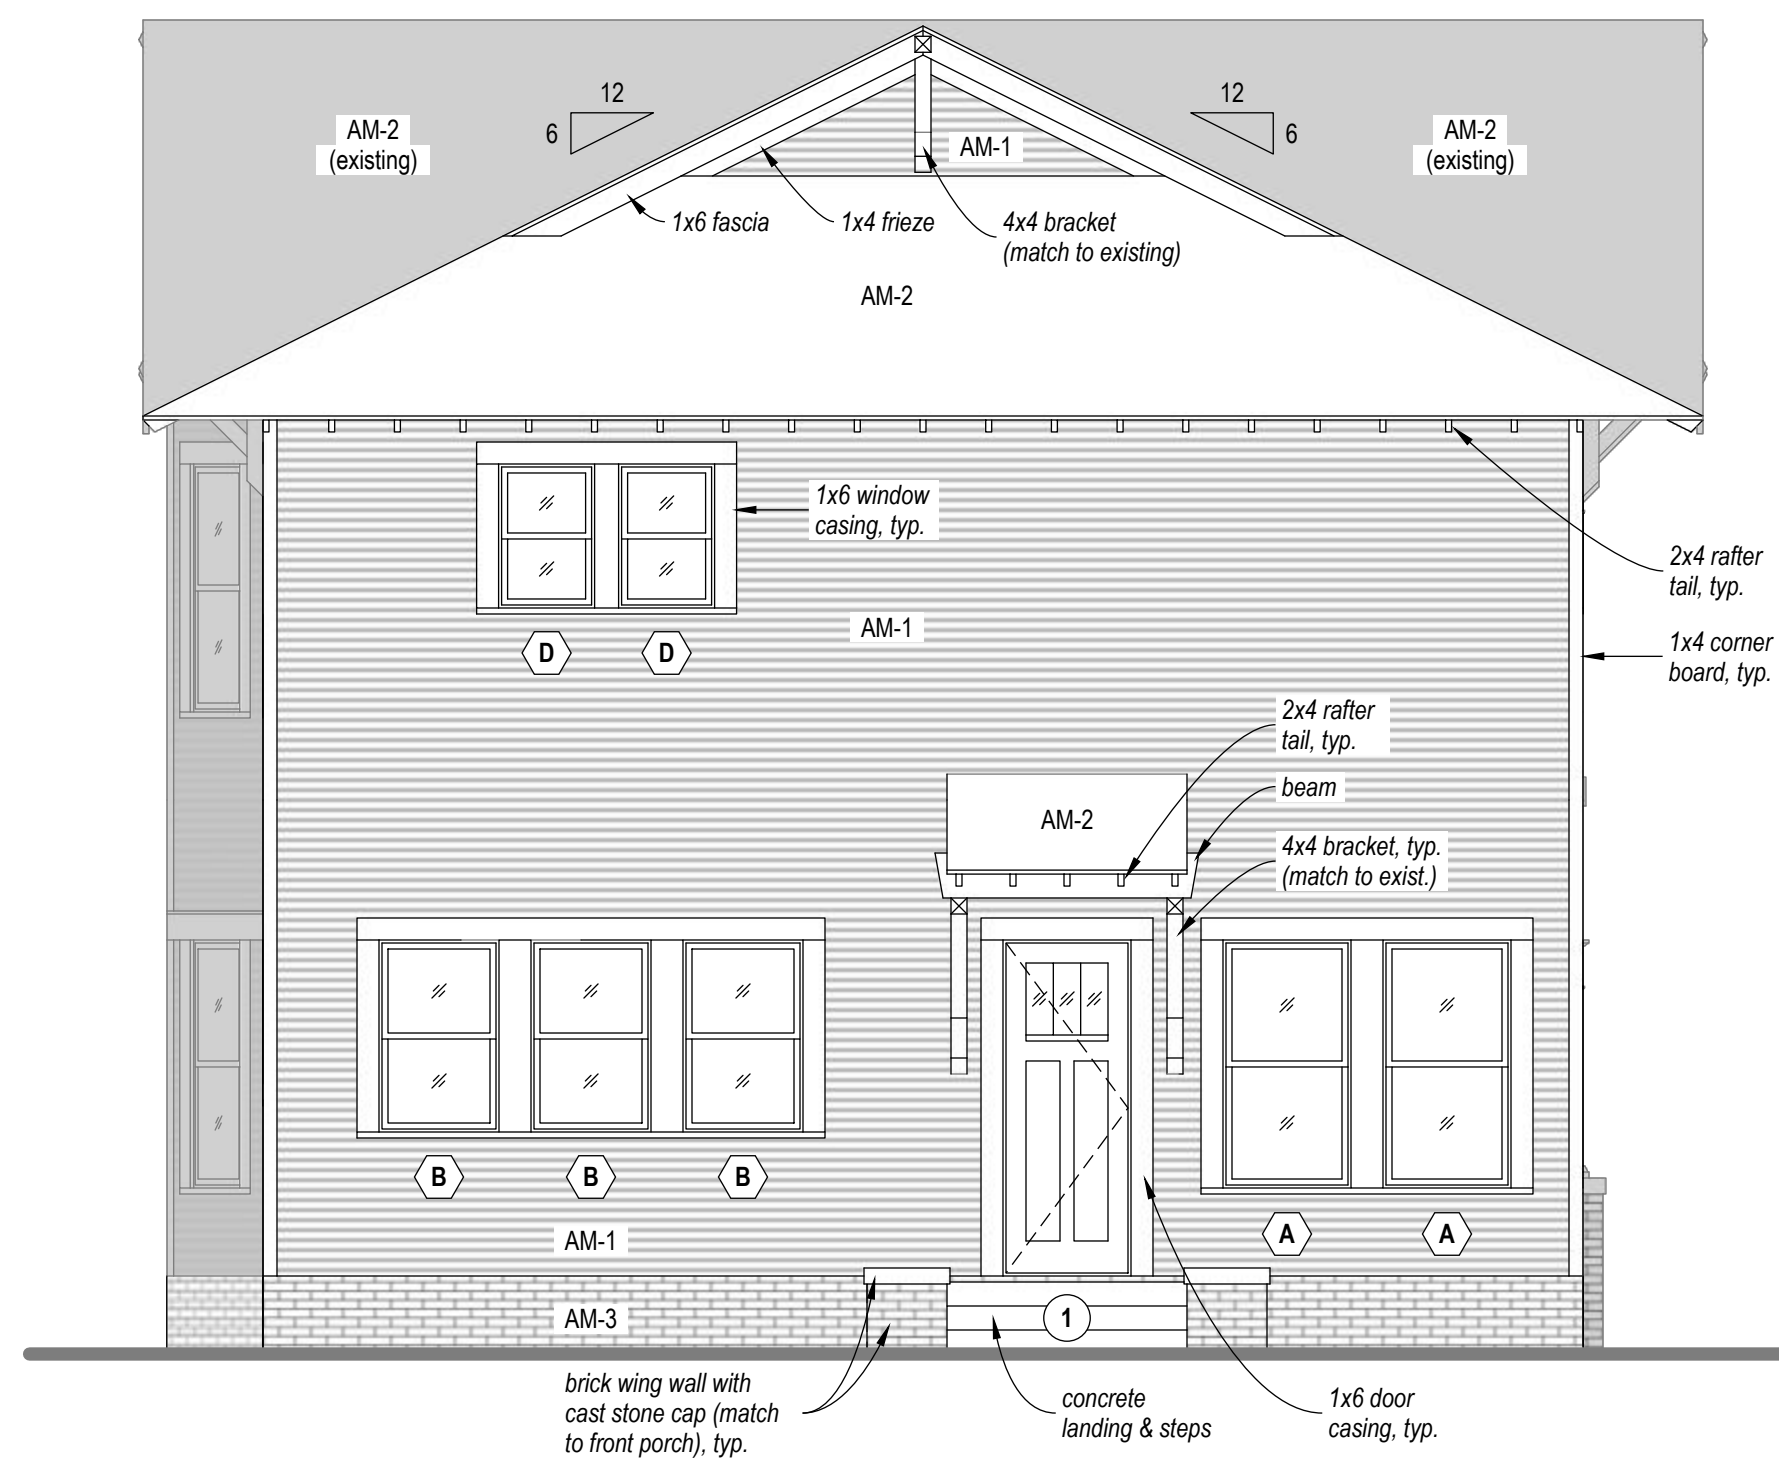 12
12
6
6
AM-2
(existing)
AM-1
AM-2
(existing)
1x6 fascia
1x4 frieze
4x4 bracket
(match to existing)
AM-2
1x6 window
casing, typ.
2x4 rafter
tail, typ.
AM-1
D
D
1x4 corner
board, typ.
2x4 rafter
tail, typ.
beam
AM-2
4x4 bracket, typ.
(match to exist.)
B
B
B
A
A
AM-1
AM-3
1
brick wing wall with
cast stone cap (match
to front porch), typ.
concrete
landing & steps
1x6 door
casing, typ.